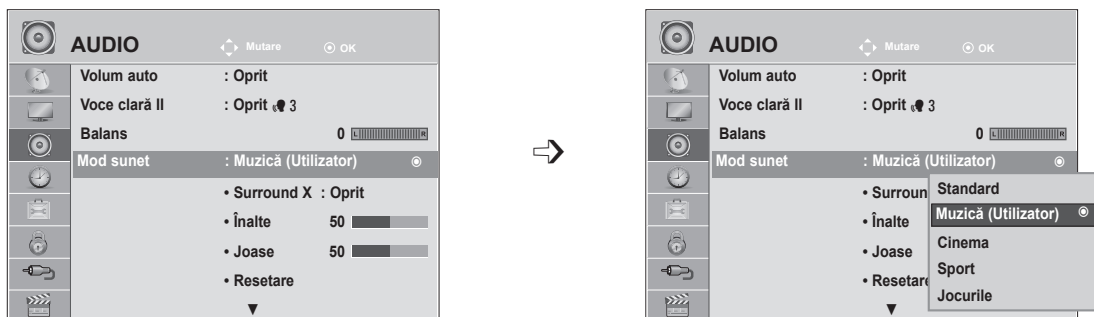 AUDIO
Mutare
OK
Volum auto : Oprit
Voce clară II : Oprit 3
Balans 0 L R
Mod sunet : Muzică (Utilizator)
• Surround X : Oprit
• Înalte 50
• Joase 50
• Resetare
▼
AUDIO
Mutare
OK
Volum auto : Oprit
Voce clară II : Oprit 3
Balans 0 L R
Mod sunet : Muzică (Utilizator)
• Surroun
• Înalte
• Joase
• Resetare
▼
Standard
Muzică (Utilizator)
Cinema
Sport
Jocurile